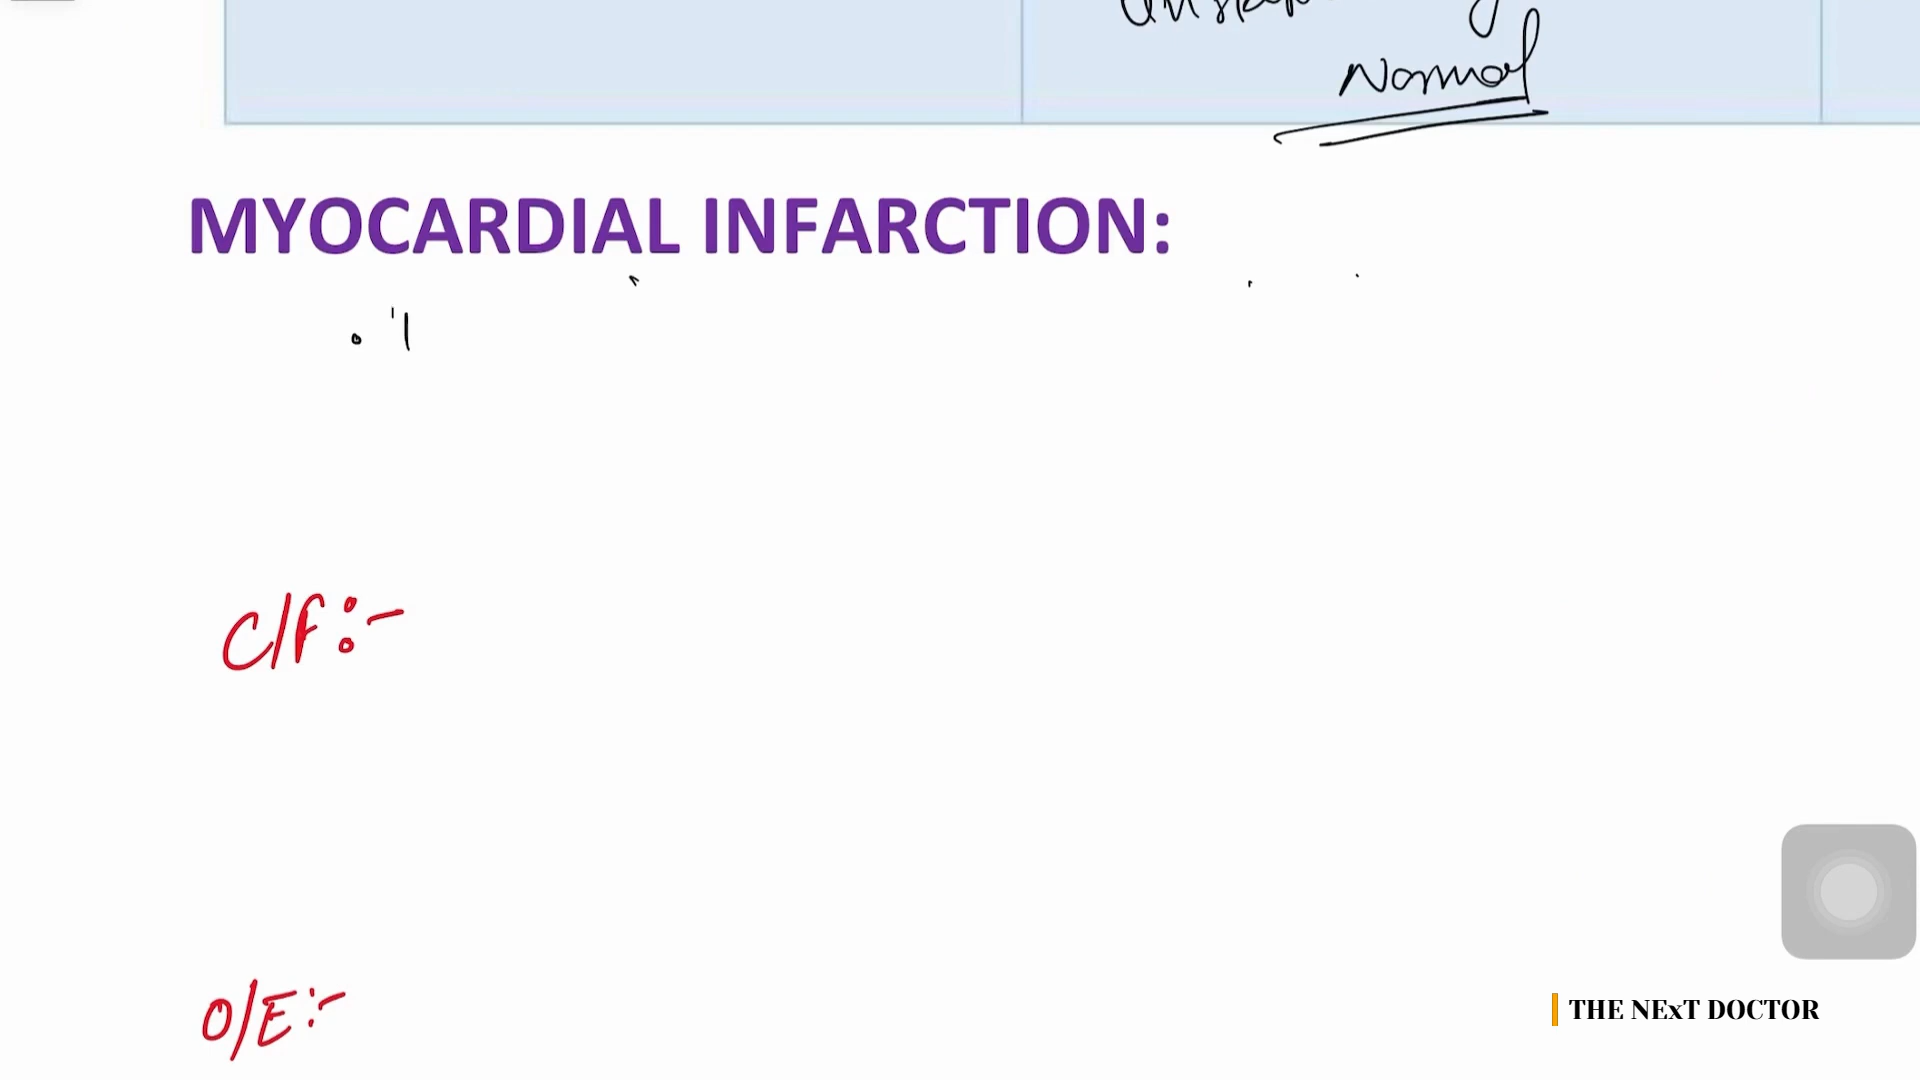 Normal
MYOCARDIAL INFARCTION:
C/F :-
O/E :-
THE NExT DOCTOR